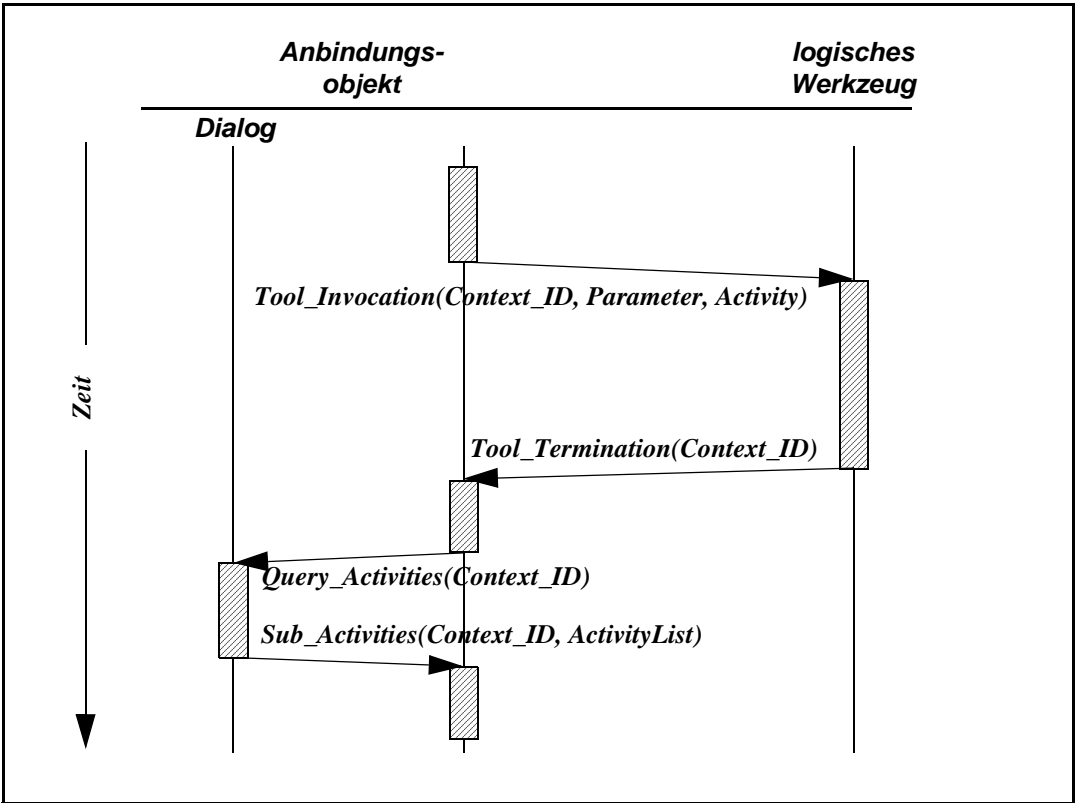 Anbindungs-
objekt
logisches
Werkzeug
Dialog
Tool_Invocation(Context_ID, Parameter, Activity)
Zeit
Tool_Termination(Context_ID)
Query_Activities(Context_ID)
Sub_Activities(Context_ID, ActivityList)